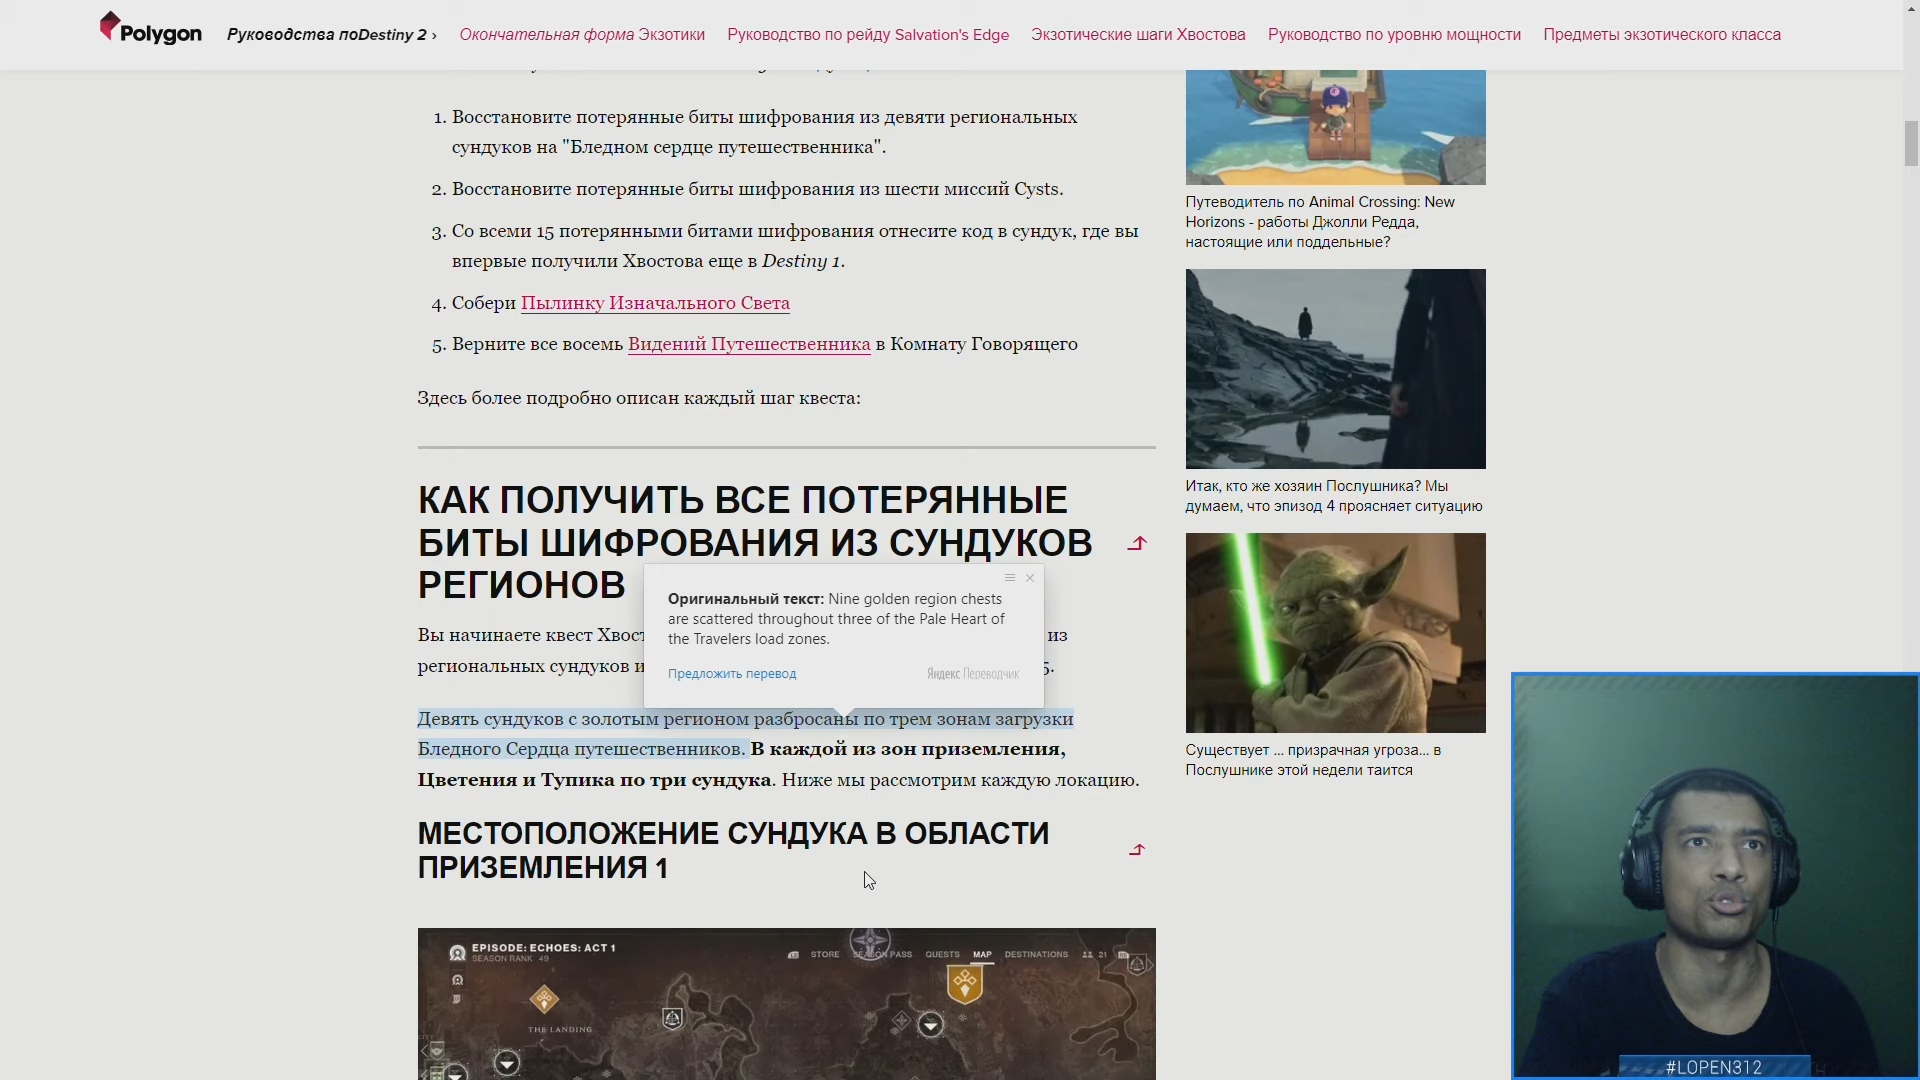 Polygon
Руководства поDestiny 2 ›
Окончательная форма Экзотики
Руководство по рейду Salvation's Edge
Экзотические шаги Хвостова
Руководство по уровню мощности
Предметы экзотического класса
1. Восстановите потерянные биты шифрования из девяти региональных
сундуков на "Бледном сердце путешественника".
2. Восстановите потерянные биты шифрования из шести миссий Cysts.
3. Со всеми 15 потерянными битами шифрования отнесите код в сундук, где вы
впервые получили Хвостова еще в Destiny 1.
4. Собери Пылинку Изначального Света
5. Верните все восемь Видений Путешественника в Комнату Говорящего
Здесь более подробно описан каждый шаг квеста:
КАК ПОЛУЧИТЬ ВСЕ ПОТЕРЯННЫЕ
БИТЫ ШИФРОВАНИЯ ИЗ СУНДУКОВ
РЕГИОНОВ
Оригинальный текст: Nine golden region chests
are scattered throughout three of the Pale Heart of
the Travelers load zones.
Предложить перевод
Яндекс Переводчик
Вы начинаете квест Хвост из
региональных сундуков и 5.
Девять сундуков с золотым регионом разбросаны по трем зонам загрузки
Бледного Сердца путешественников. В каждой из зон приземления,
Цветения и Тупика по три сундука. Ниже мы рассмотрим каждую локацию.
МЕСТОПОЛОЖЕНИЕ СУНДУКА В ОБЛАСТИ
ПРИЗЕМЛЕНИЯ 1
EPISODE: ECHOES: ACT 1
SEASON RANK 49
STORE
SEASON PASS
QUESTS
MAP
DESTINATIONS
21
THE LANDING
Путеводитель по Animal Crossing: New
Horizons - работы Джолли Редда,
настоящие или поддельные?
Итак, кто же хозяин Послушника? Мы
думаем, что эпизод 4 проясняет ситуацию
Существует ... призрачная угроза... в
Послушнике этой недели таится
#LOPEN312